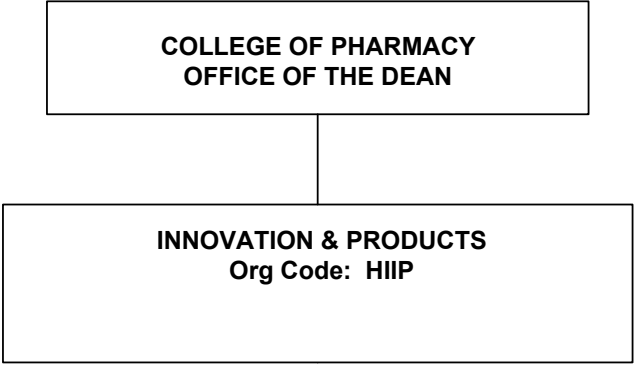 COLLEGE OF PHARMACY
OFFICE OF THE DEAN
INNOVATION & PRODUCTS
Org Code:  HIIP